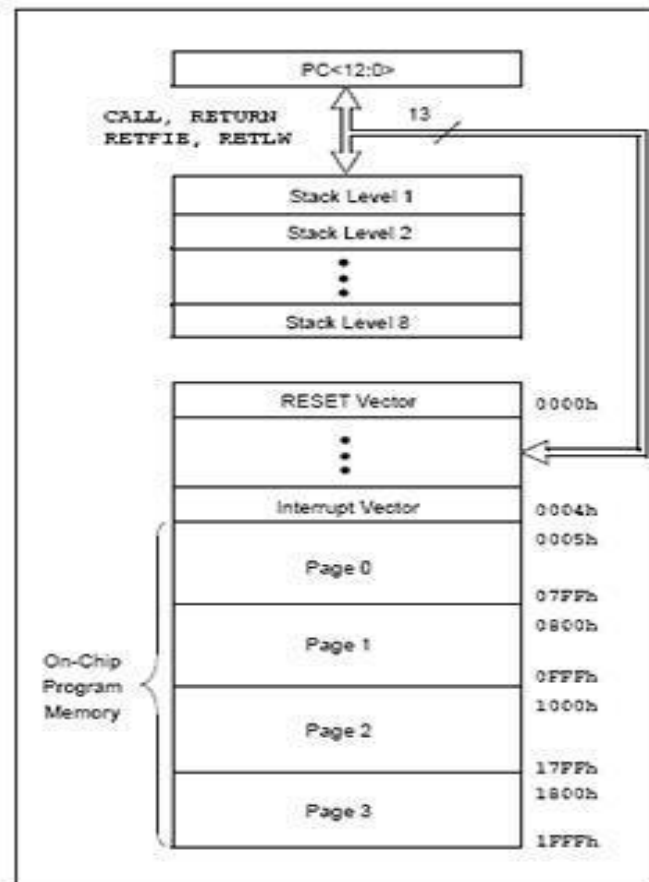 PC<12:0>
CALL, RETURN
RETFIE, RETLW
13
Stack Level 1
Stack Level 2
Stack Level 8
RESET Vector
0000h
Interrupt Vector
0004h
0005h
Page 0
07FFh
0800h
Page 1
0FFFh
On-Chip
Program
Memory
1000h
Page 2
17FFh
1800h
Page 3
1FFFh